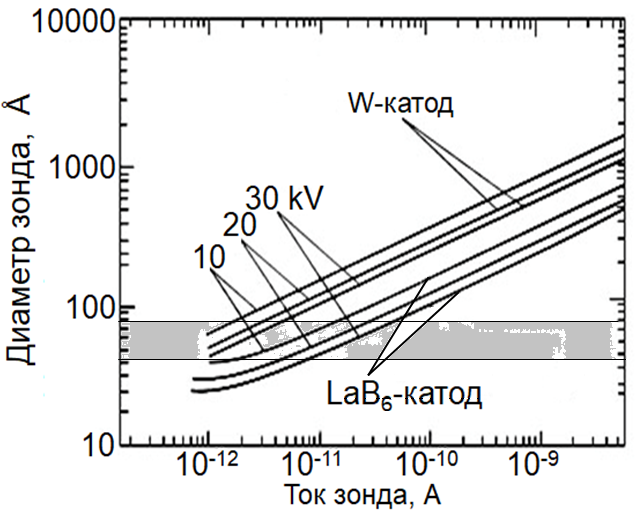 10000
1000
100
10
Диаметр зонда, Å
W-катод
30 kV
20
10
LaB₆-катод
10⁻¹² 10⁻¹¹ 10⁻¹⁰ 10⁻⁹
Ток зонда, А